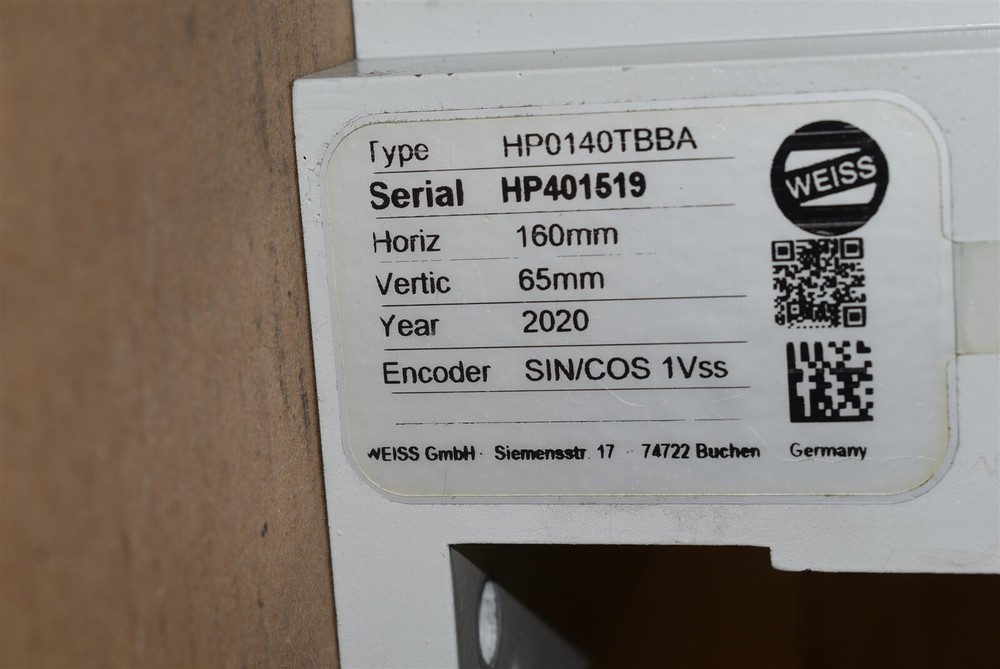 Type HP0140TBBA
Serial HP401519
Horiz 160mm
Vertic 65mm
Year 2020
Encoder SIN/COS 1Vss
WEISS GmbH · Siemensstr. 17 · 74722 Buchen Germany
WEISS